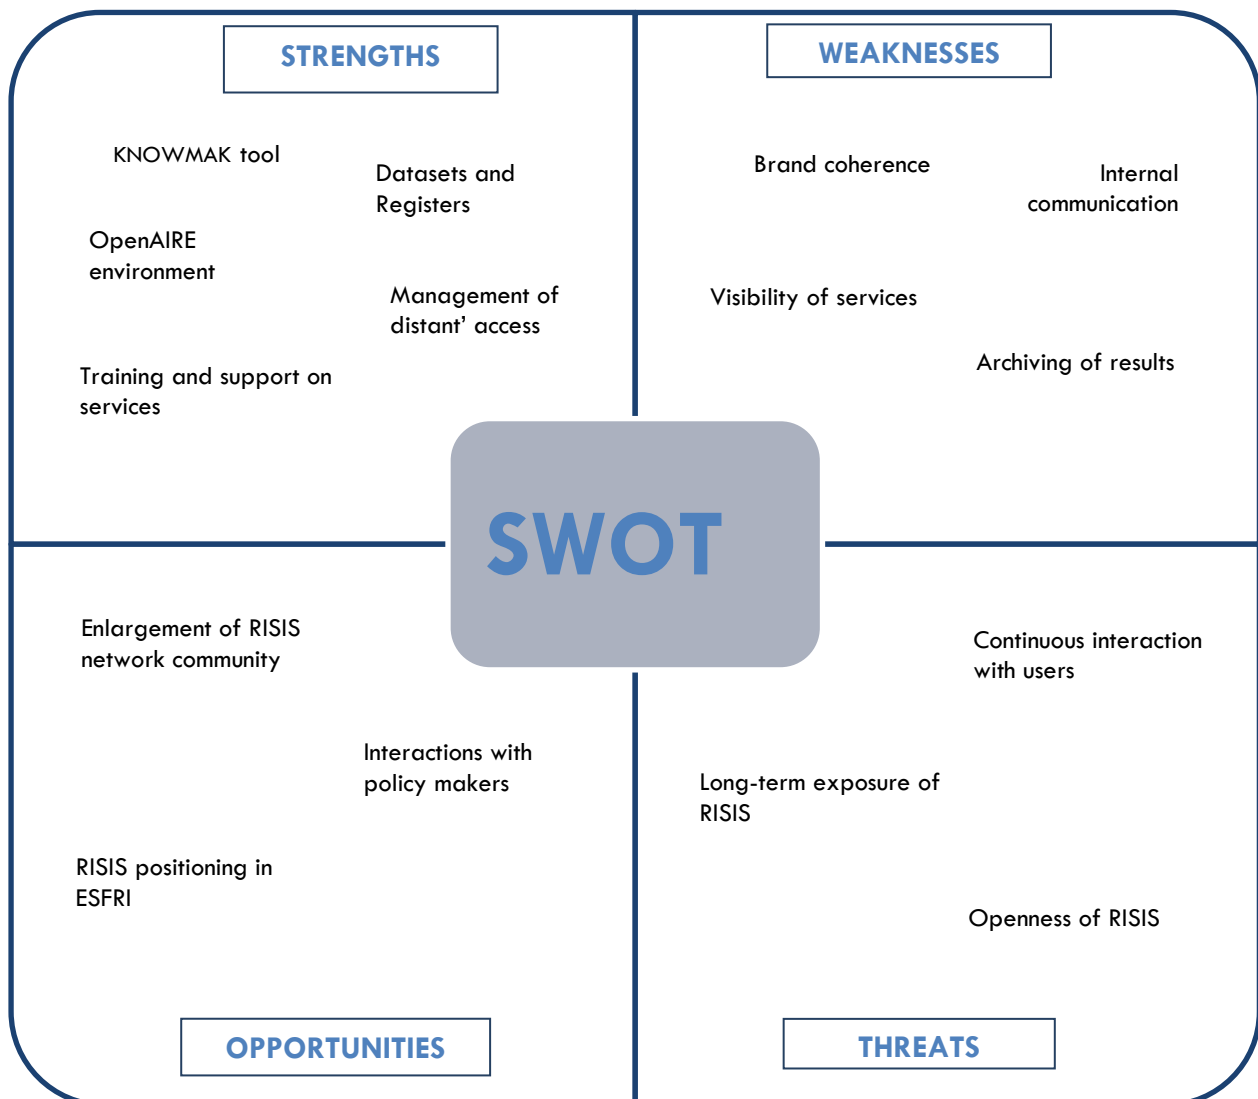 STRENGTHS
KNOWMAK tool
Datasets and
Registers
OpenAIRE
environment
Management of
distant’ access
Training and support on
services
WEAKNESSES
Brand coherence
Internal
communication
Visibility of services
Archiving of results
SWOT
Enlargement of RISIS
network community
Interactions with
policy makers
RISIS positioning in
ESFRI
OPPORTUNITIES
Continuous interaction
with users
Long-term exposure of
RISIS
Openness of RISIS
THREATS